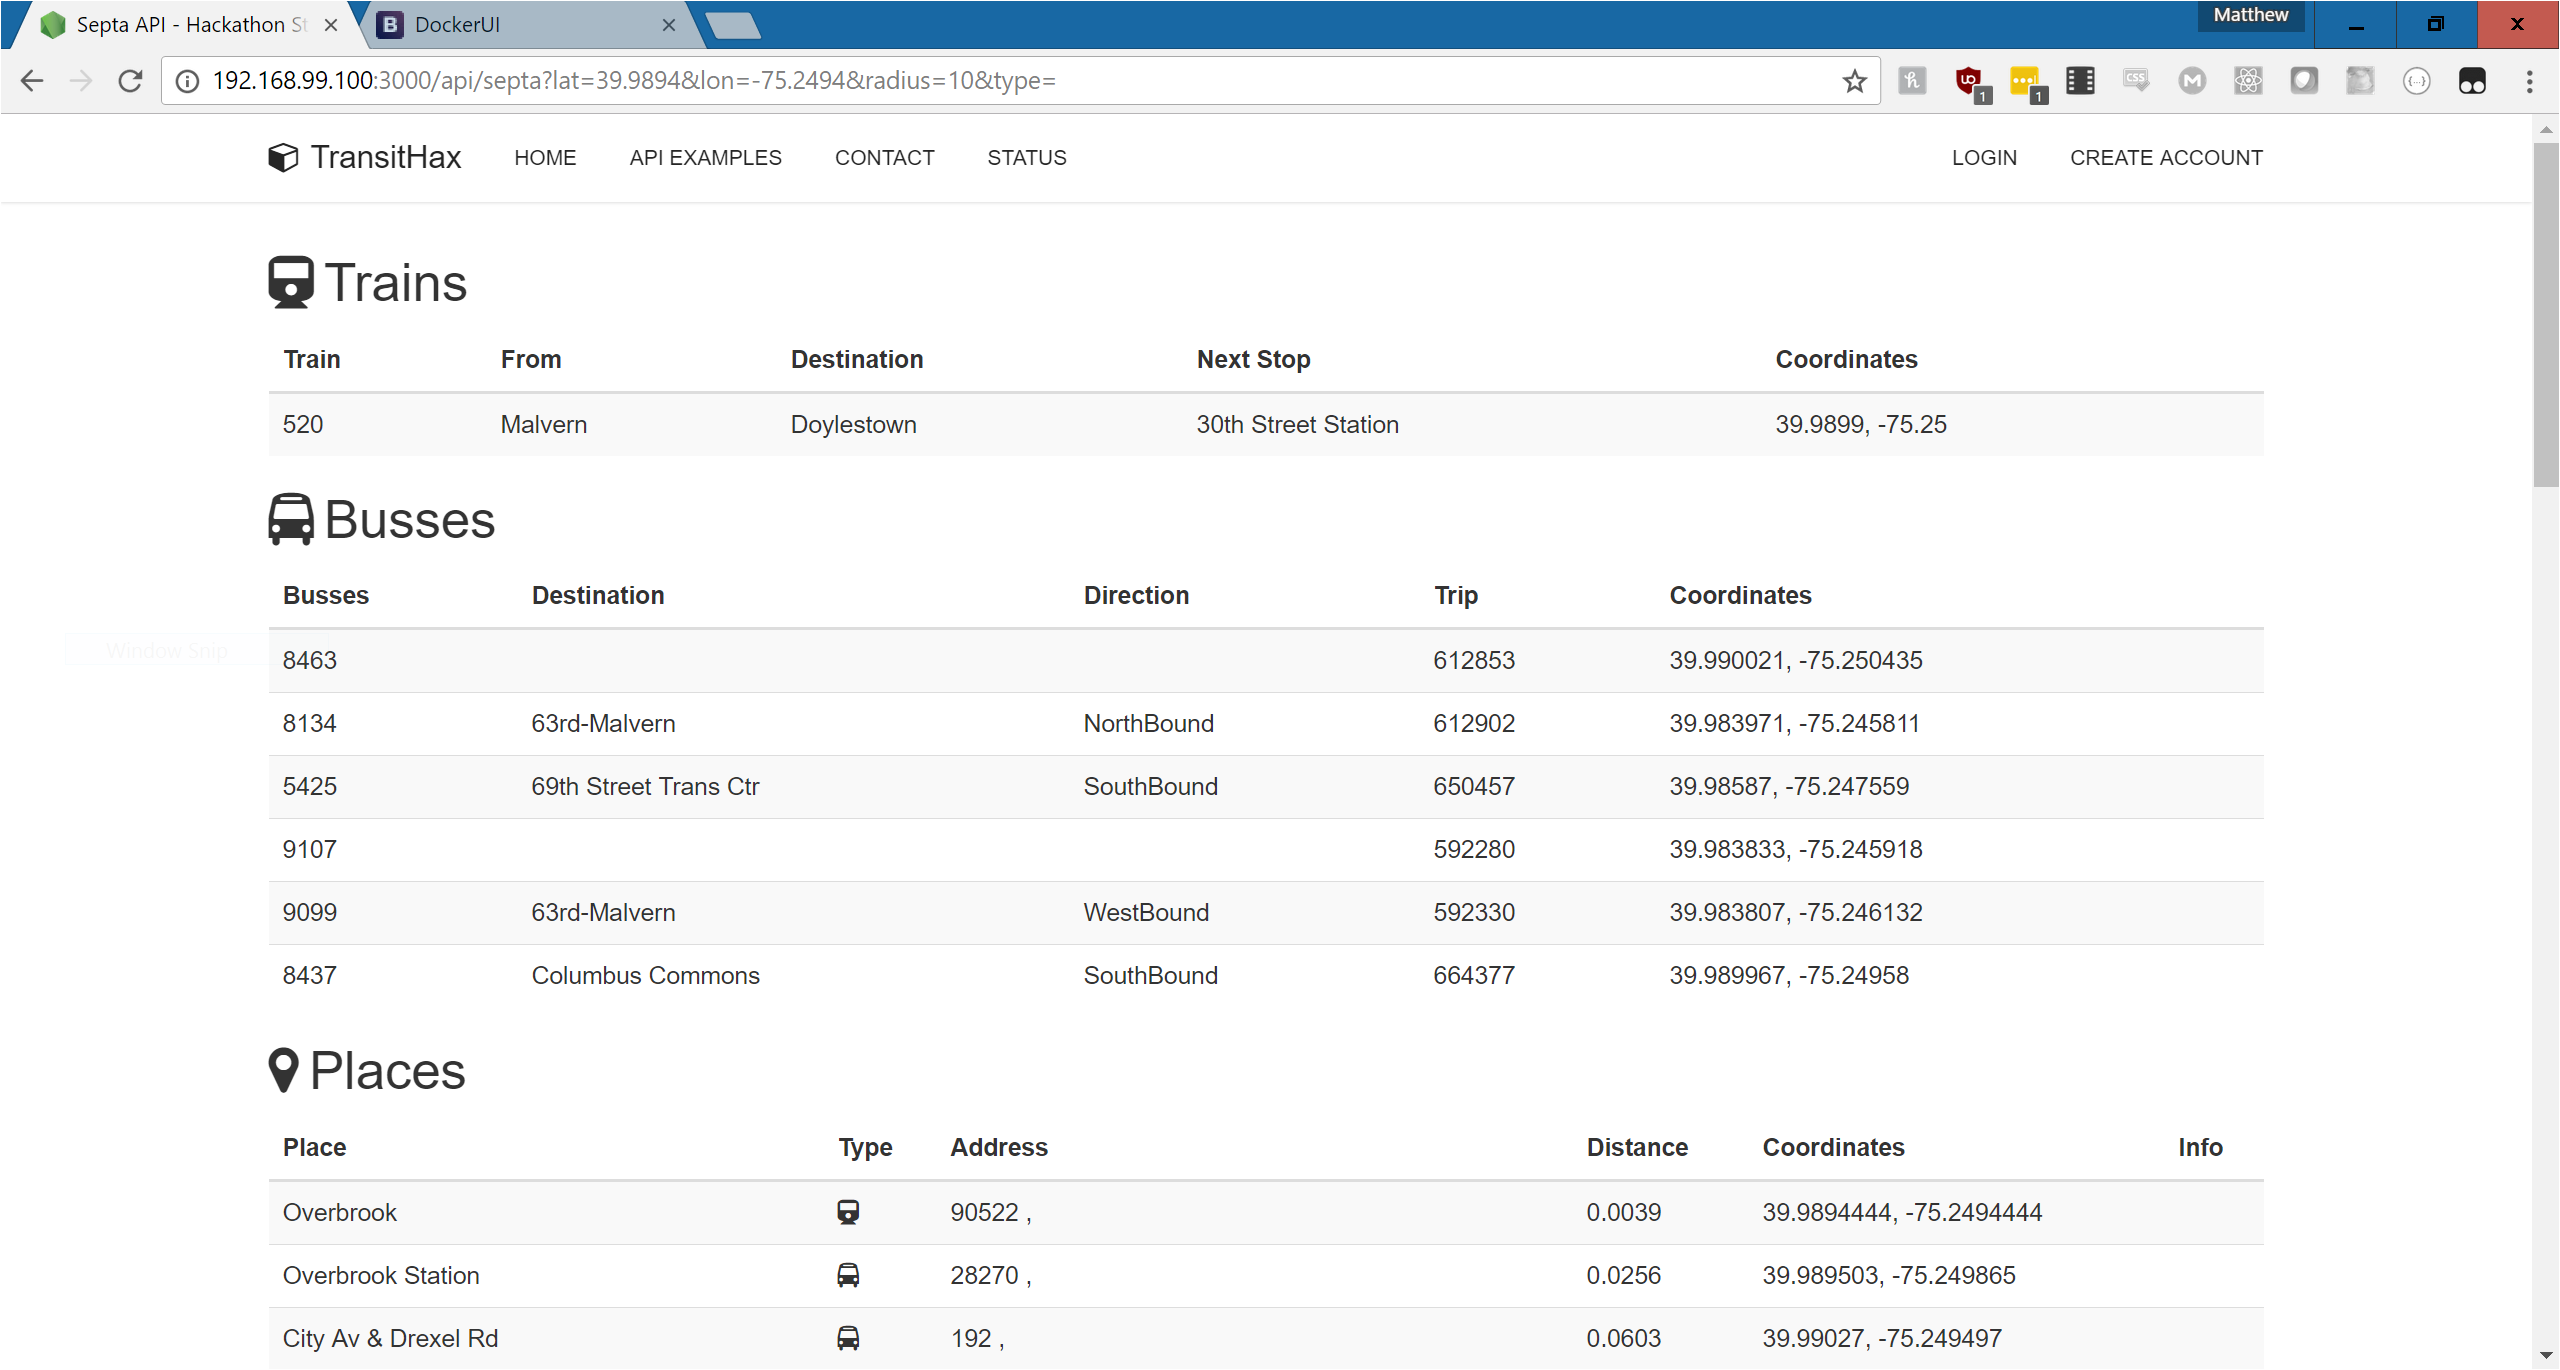 Septa API - Hackathon St
DockerUI
Matthew
192.168.99.100:3000/api/septa?lat=39.9894&lon=-75.2494&radius=10&type=
1 1
TransitHax HOME API EXAMPLES CONTACT STATUS LOGIN CREATE ACCOUNT
Trains
Train From Destination Next Stop Coordinates
520 Malvern Doylestown 30th Street Station 39.9899, -75.25
Busses
Busses Destination Direction Trip Coordinates
Window Snip
8463 612853 39.990021, -75.250435
8134 63rd-Malvern NorthBound 612902 39.983971, -75.245811
5425 69th Street Trans Ctr SouthBound 650457 39.98587, -75.247559
9107 592280 39.983833, -75.245918
9099 63rd-Malvern WestBound 592330 39.983807, -75.246132
8437 Columbus Commons SouthBound 664377 39.989967, -75.24958
Places
Place Type Address Distance Coordinates Info
Overbrook 90522 , 0.0039 39.9894444, -75.2494444
Overbrook Station 28270 , 0.0256 39.989503, -75.249865
City Av & Drexel Rd 192 , 0.0603 39.99027, -75.249497